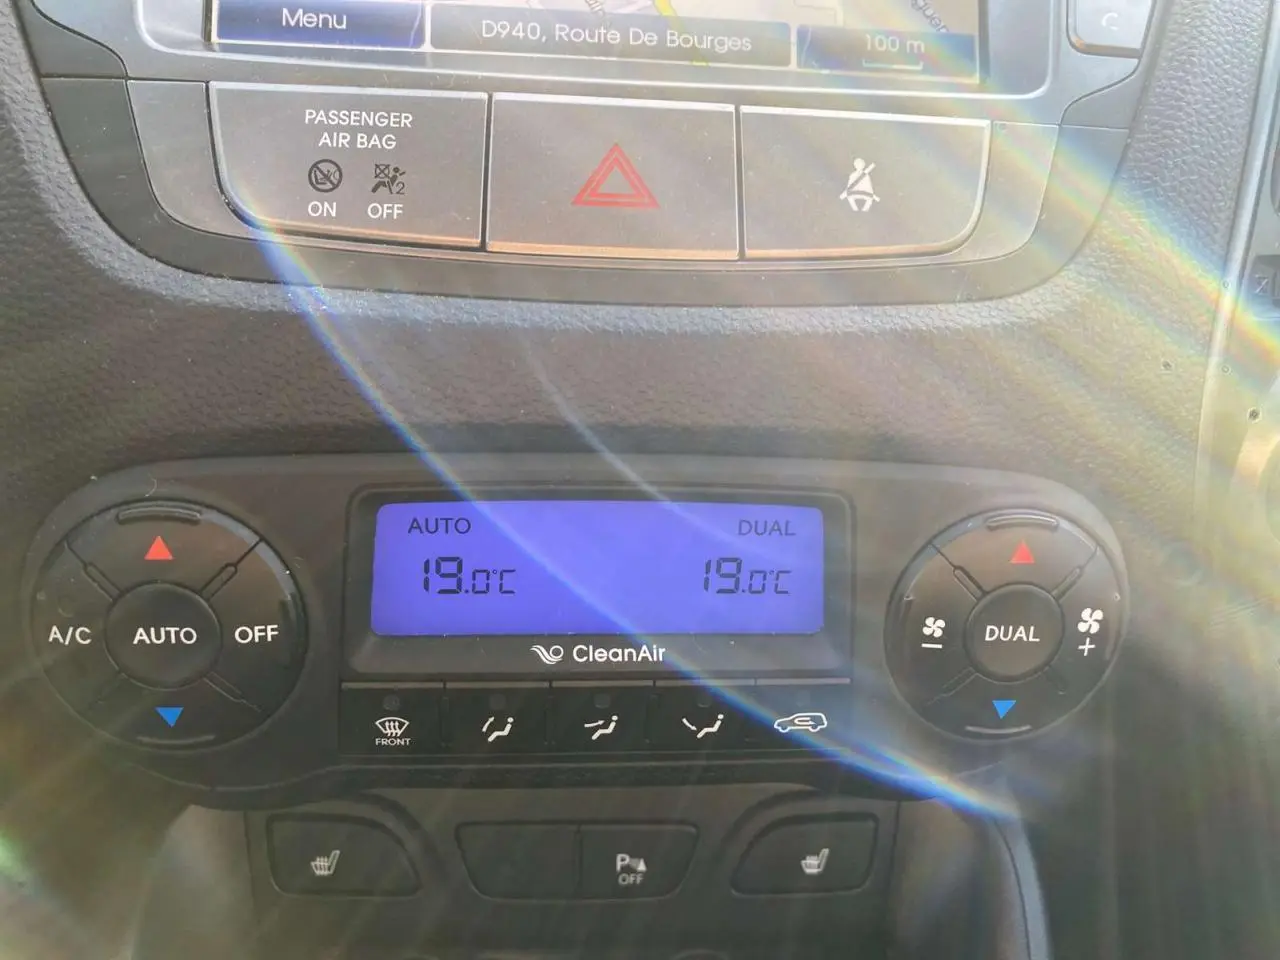 Menu
D940, Route De Bourges
100 m
PASSENGER
AIR BAG
2
ON OFF
AUTO DUAL
19.0°C 19.0°C
A/C AUTO OFF
DUAL
− +
CleanAir
FRONT
P
OFF